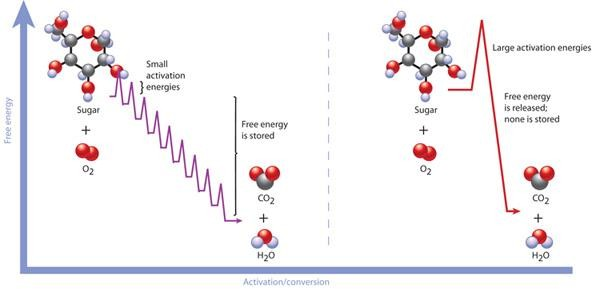 Free energy
Small
activation
energies
Sugar
+
O2
Free energy
is stored
CO2
+
H2O
Large activation energies
Sugar
+
O2
Free energy
is released;
none is stored
CO2
+
H2O
Activation/conversion